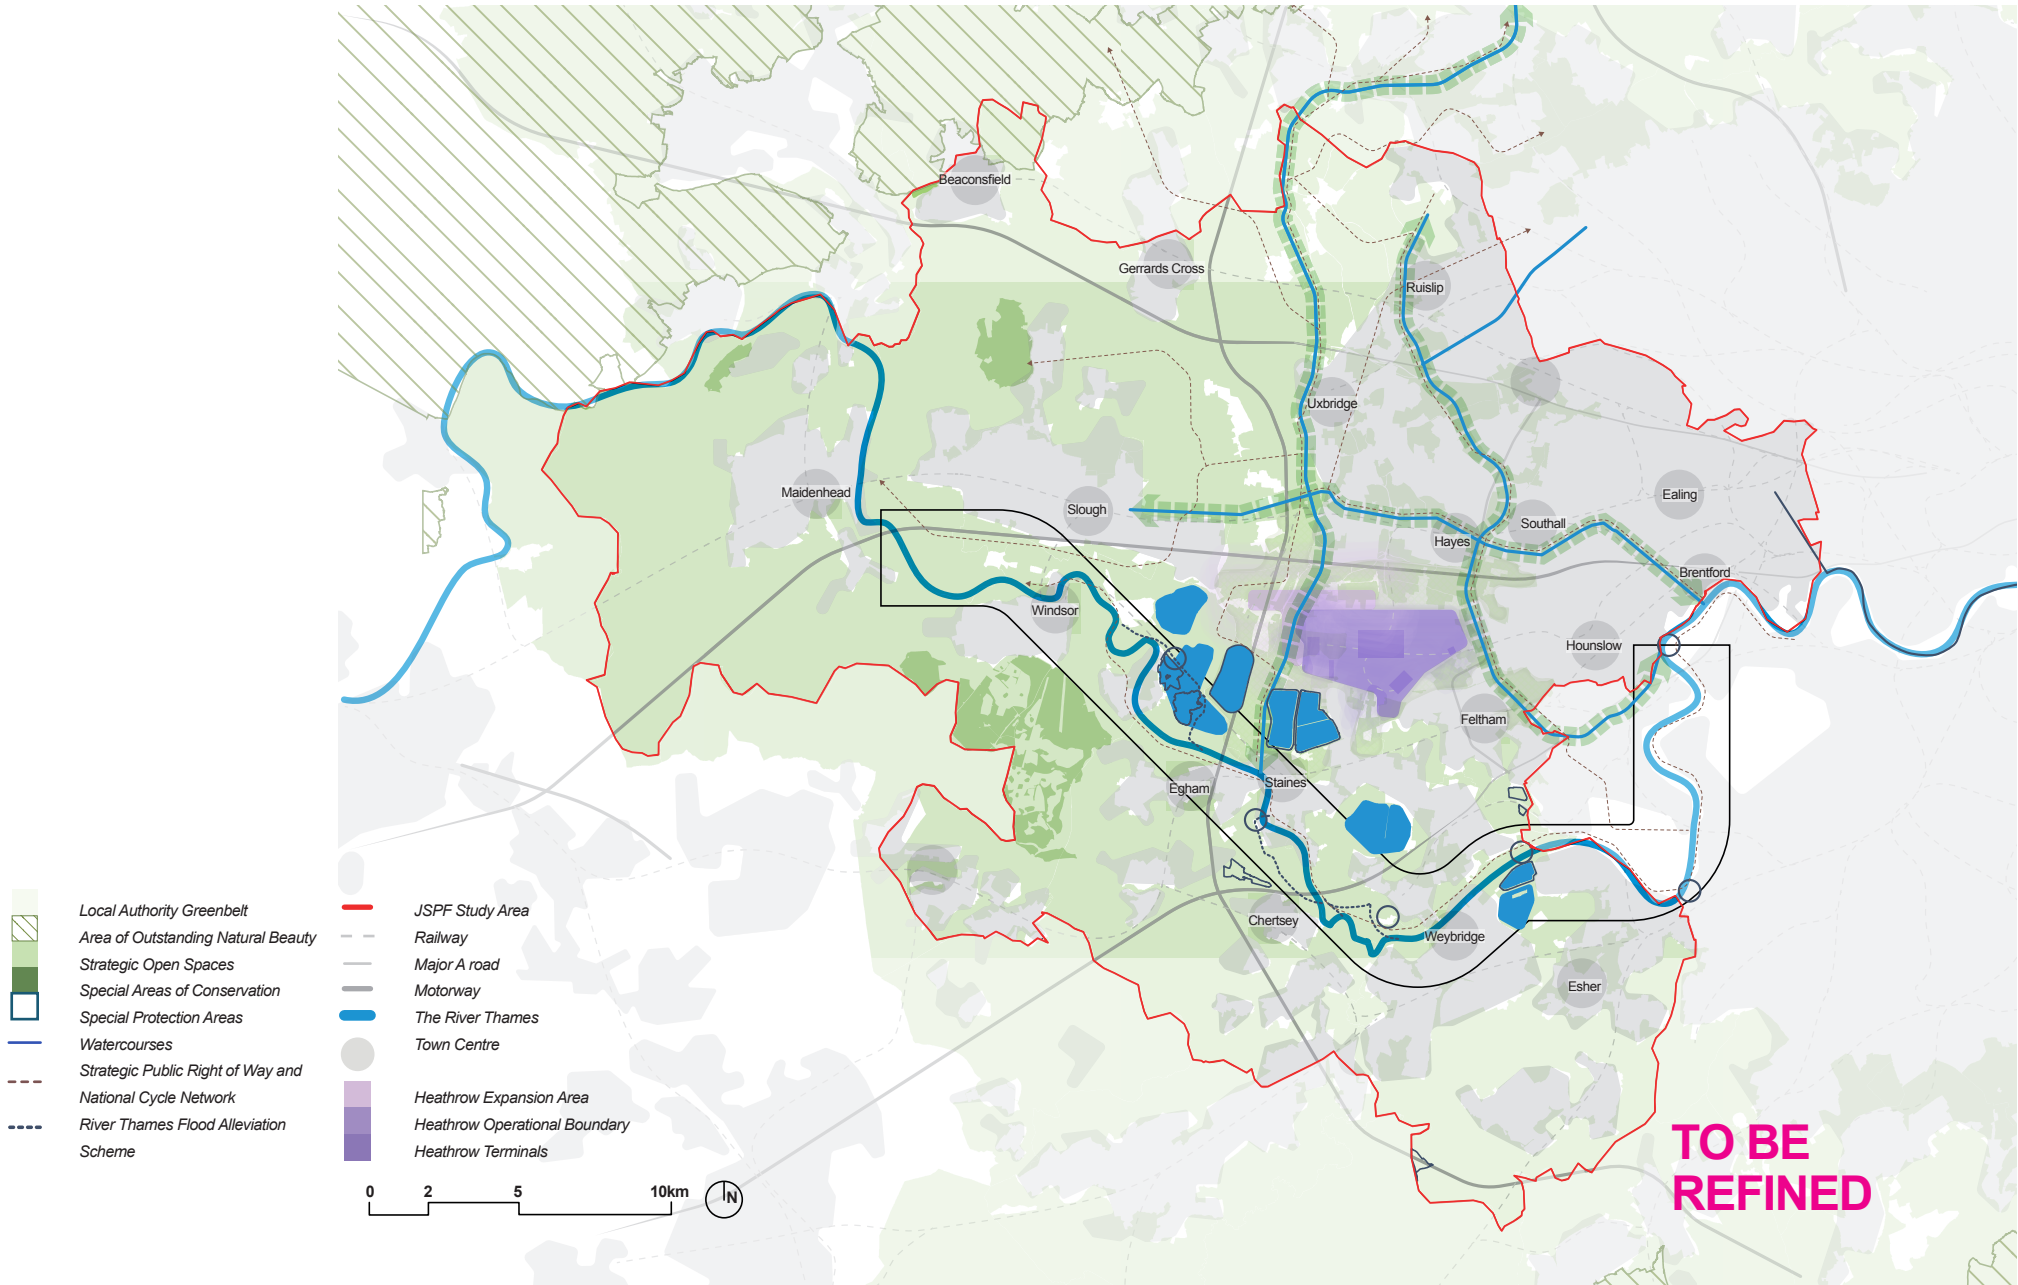 Beaconsfield
Gerrards Cross
Ruislip
Uxbridge
Maidenhead
Slough
Ealing
Southall
Hayes
Brentford
Windsor
Hounslow
Feltham
Egham
Staines
Chertsey
Weybridge
Esher
Local Authority Greenbelt
Area of Outstanding Natural Beauty
Strategic Open Spaces
Special Areas of Conservation
Special Protection Areas
Watercourses
Strategic Public Right of Way and
National Cycle Network
River Thames Flood Alleviation
Scheme
JSPF Study Area
Railway
Major A road
Motorway
The River Thames
Town Centre
Heathrow Expansion Area
Heathrow Operational Boundary
Heathrow Terminals
0 2 5 10km
N
TO BE
REFINED